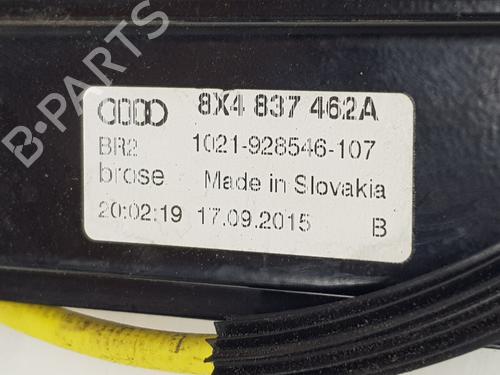 8X4 837 462A
BR2 1021-928546-107
brose Made in Slovakia
20:02:19 17.09.2015 B
B-Parts